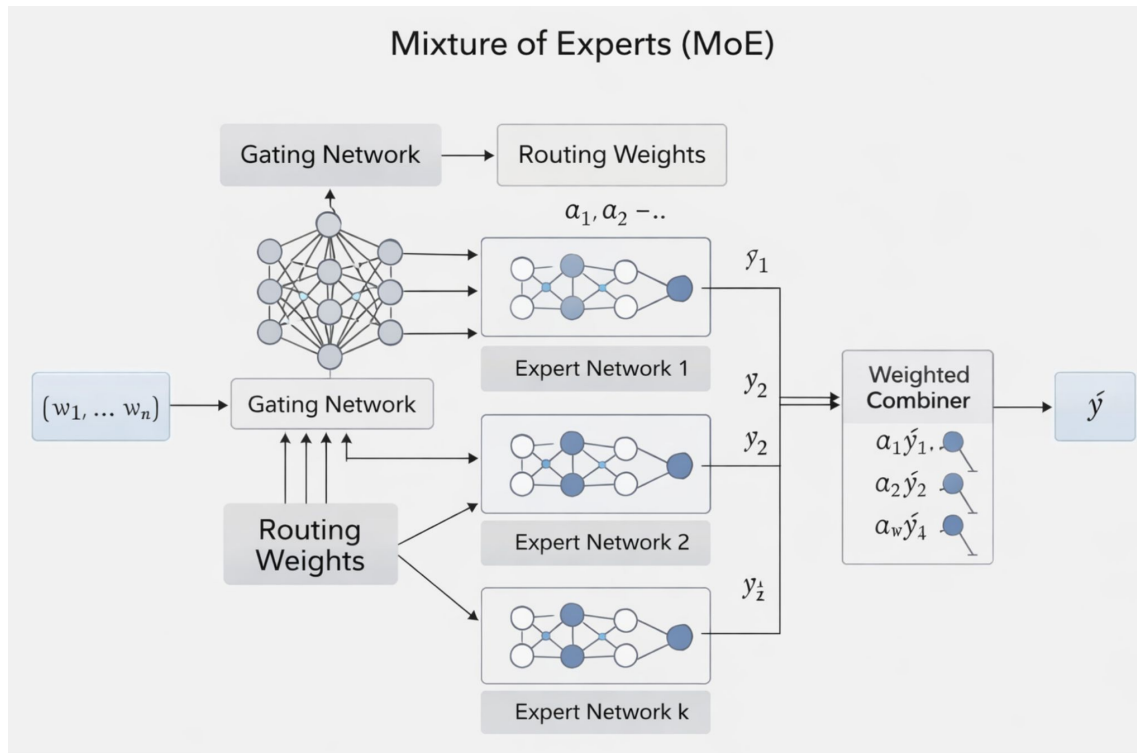 Mixture of Experts (MoE)
Gating Network
Routing Weights
α₁, α₂ –..
ý₁
Expert Network 1
(w₁, ... wₙ)
Gating Network
y₂
Weighted
Combiner
ý
y₂
α₁ý₁,.
α₂ý₂
Routing
Weights
Expert Network 2
Expert Network k